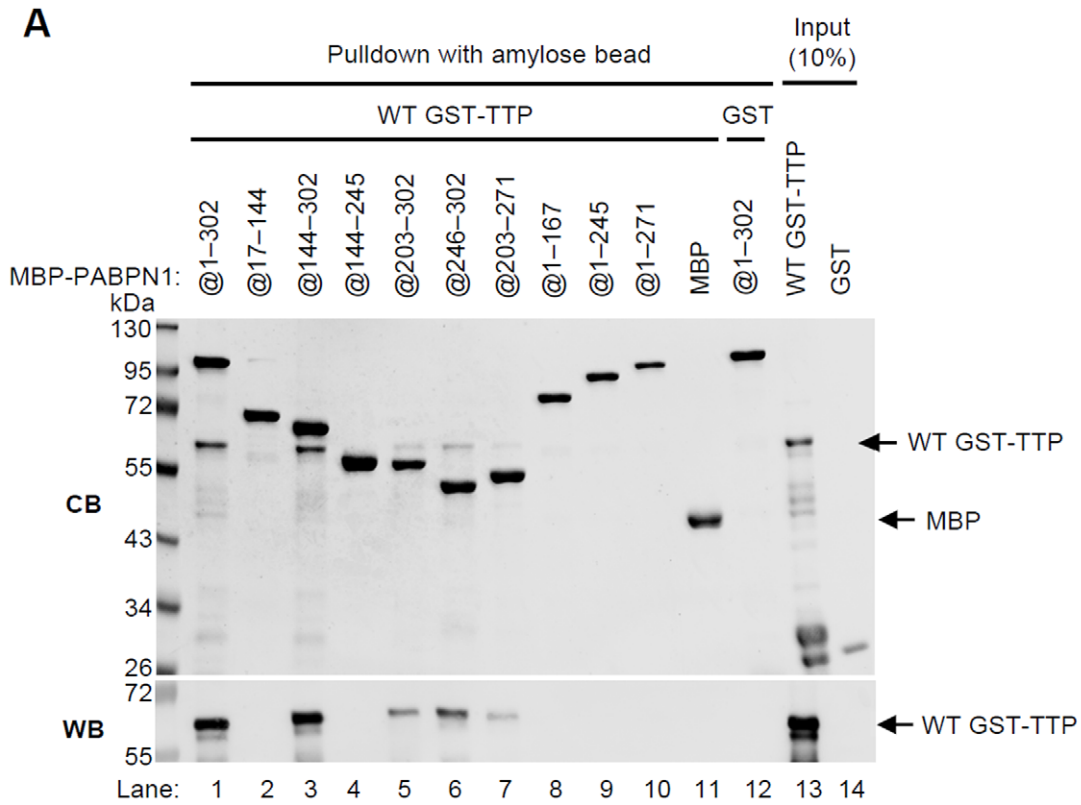 A
Input
(10%)
Pulldown with amylose bead
WT GST-TTP
GST
MBP-PABPN1:
@1–302
@17–144
@144–302
@144–245
@203–302
@246–302
@203–271
@1–167
@1–245
@1–271
MBP
@1–302
WT GST-TTP
GST
kDa
130
95
72
55
43
34
26
CB
WT GST-TTP
MBP
72
55
WB
WT GST-TTP
Lane: 1 2 3 4 5 6 7 8 9 10 11 12 13 14